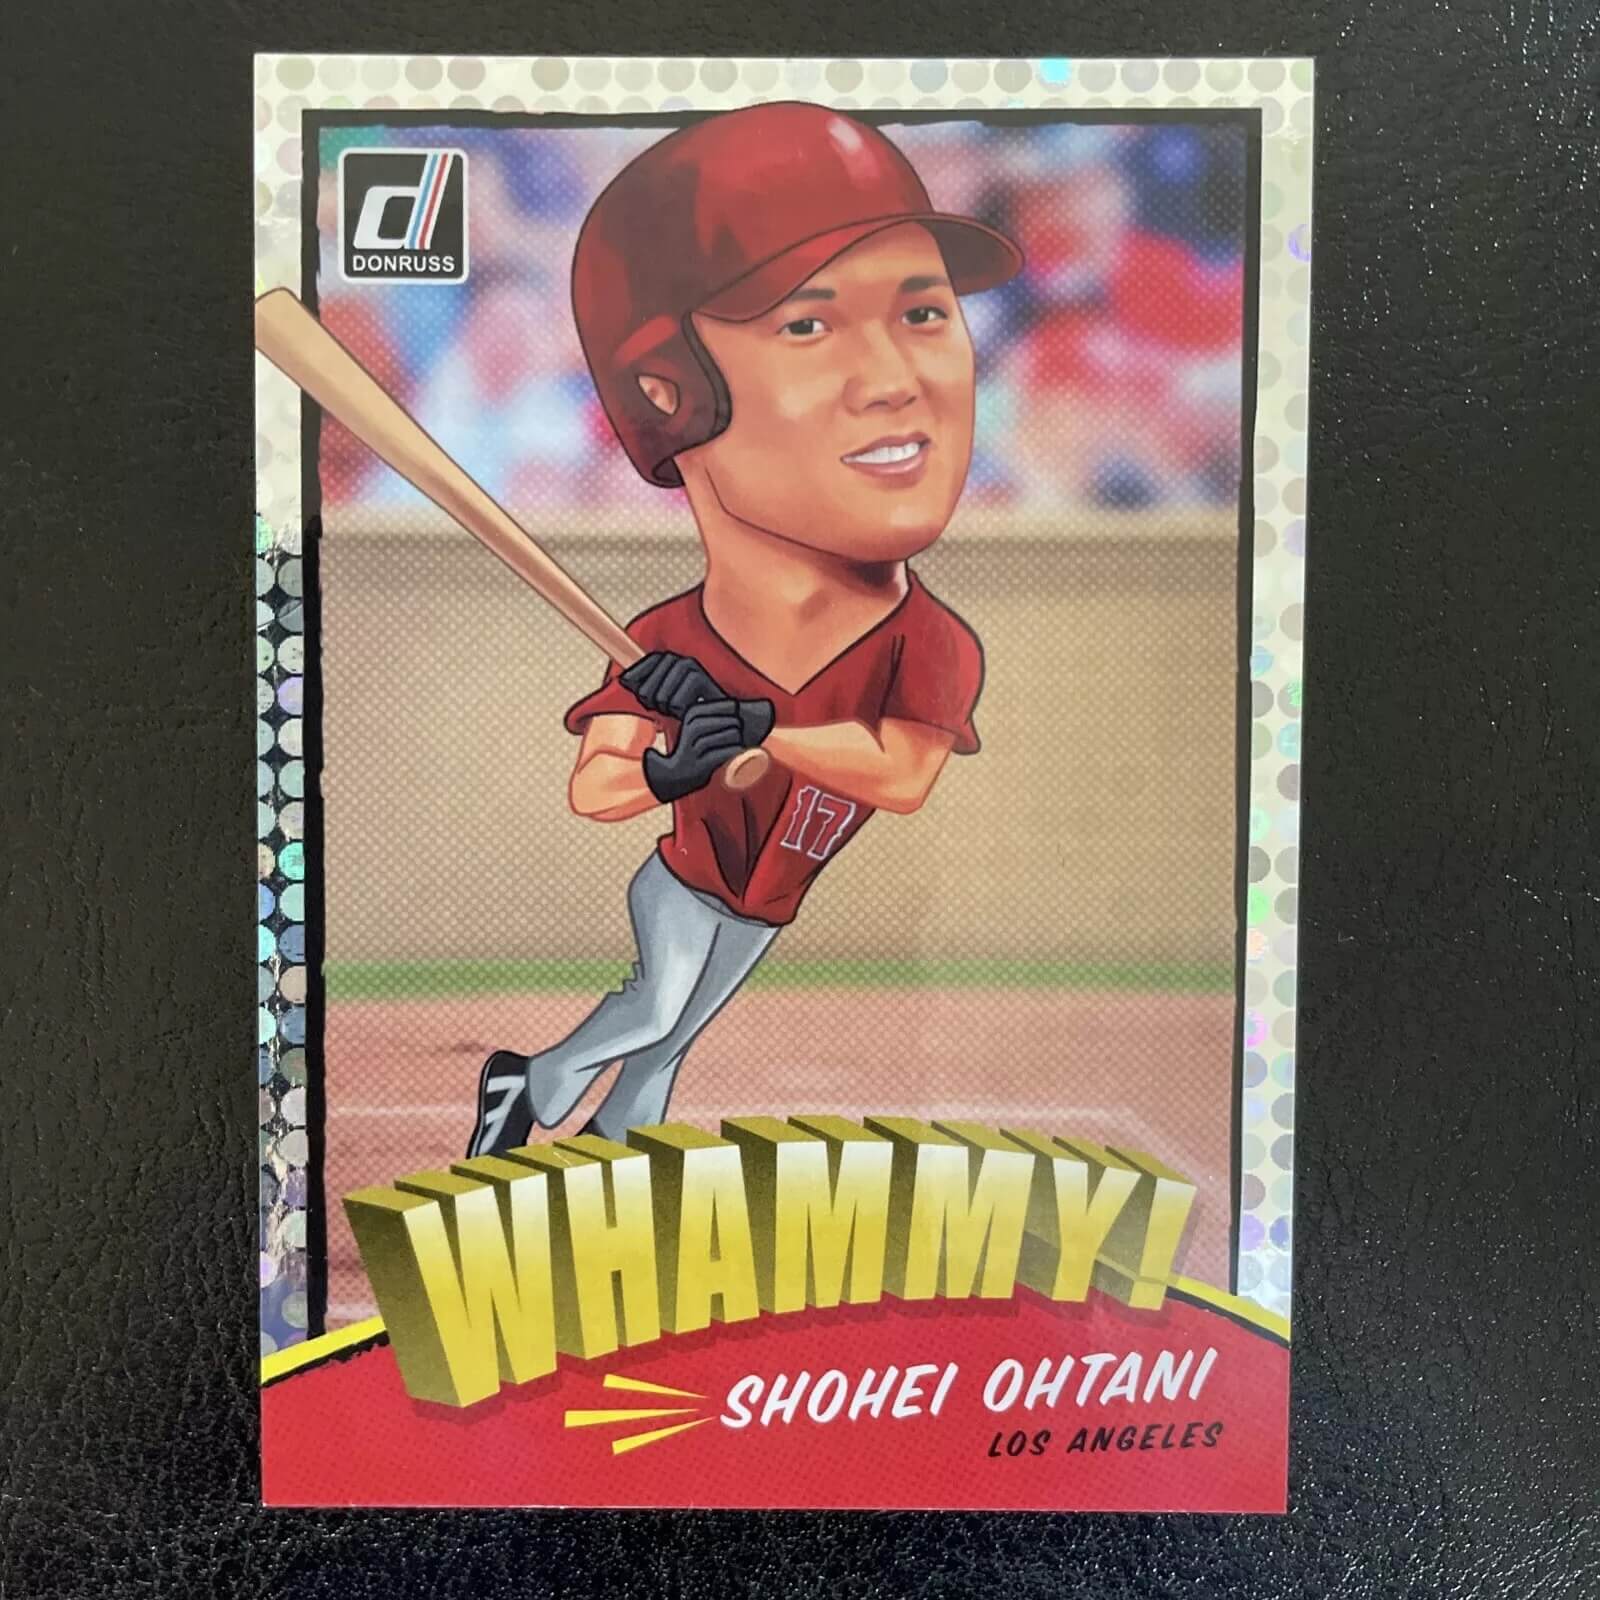 d
DONRUSS
17
WHAMMY!
SHOHEI OHTANI
LOS ANGELES